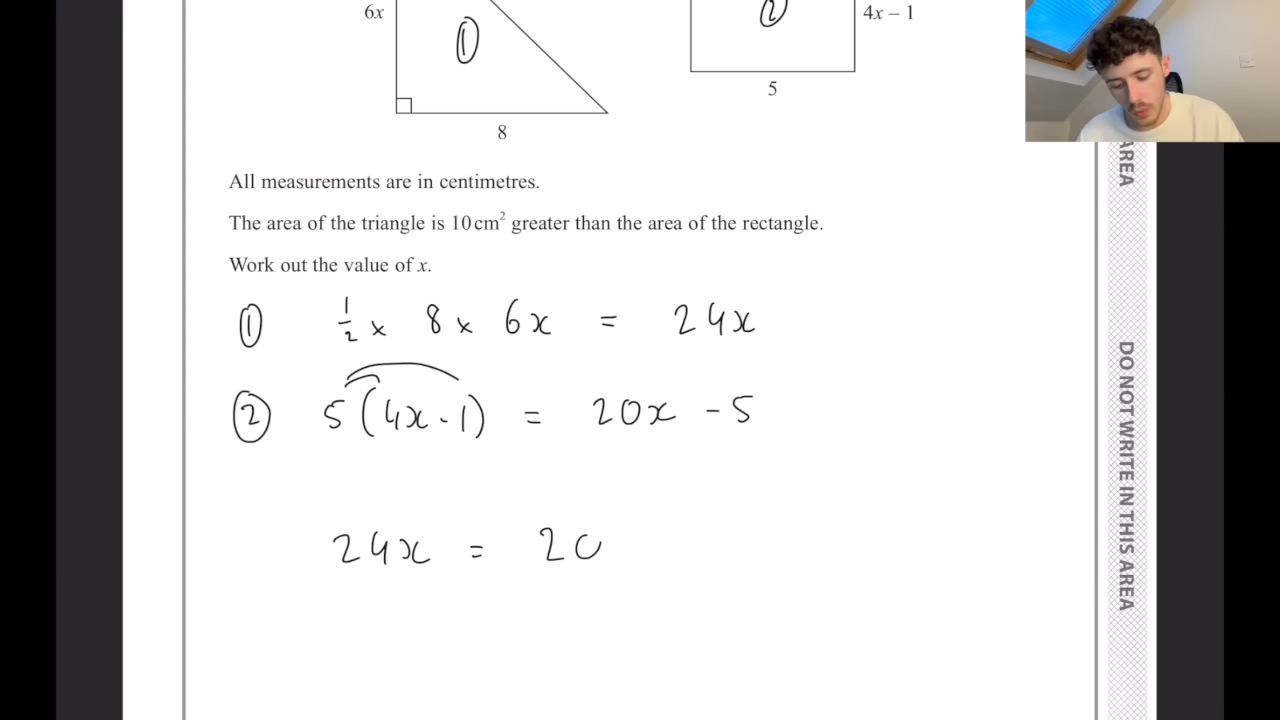 6x
①
②
4x – 1
5
8
All measurements are in centimetres.
The area of the triangle is 10 cm² greater than the area of the rectangle.
Work out the value of x.
① 1/2 × 8 × 6x = 24x
② 5(4x - 1) = 20x - 5
24x = 20
AREA
DO NOT WRITE IN THIS AREA